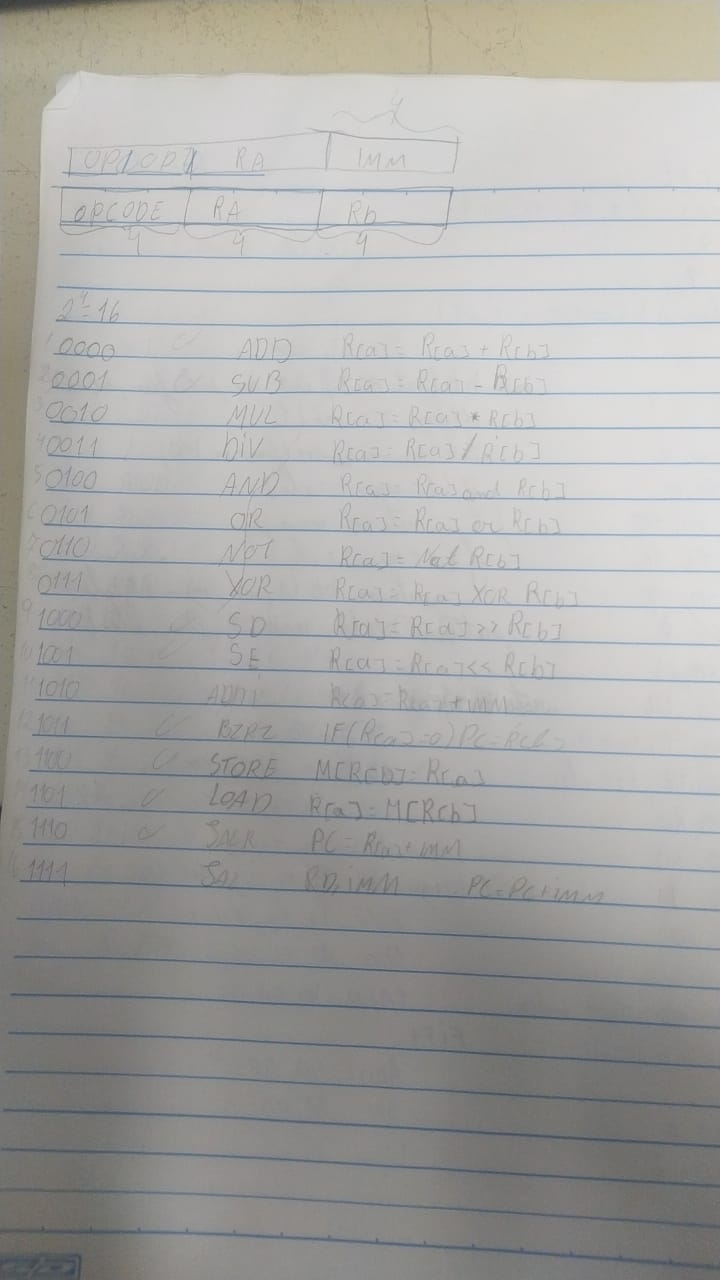 4
OPCODE RA IMM
OPCODE RA Rb
4 4 4
2^4=16
1 0000 ADD R[a]= R[a] + R[b]
2 0001 SUB R[a]= R[a] - R[b]
3 0010 MUL R[a]= R[a] * R[b]
4 0011 DIV R[a]= R[a] / R[b]
5 0100 AND R[a]= R[a] and R[b]
6 0101 OR R[a]= R[a] or R[b]
7 0110 NOT R[a]= Not R[b]
8 0111 XOR R[a]= R[a] XOR R[b]
9 1000 SD R[a]= R[a] >> R[b]
10 1001 SE R[a]= R[a] << R[b]
11 1010 ADDI R[a]= R[a] + IMM
12 1011 BZRZ IF(R[a]=0) PC=R[b]
13 1100 STORE M[R[b]]= R[a]
14 1101 LOAD R[a]= M[R[b]]
15 1110 JALR PC= R[a]+IMM
16 1111 JAL RD, IMM PC=PC+IMM